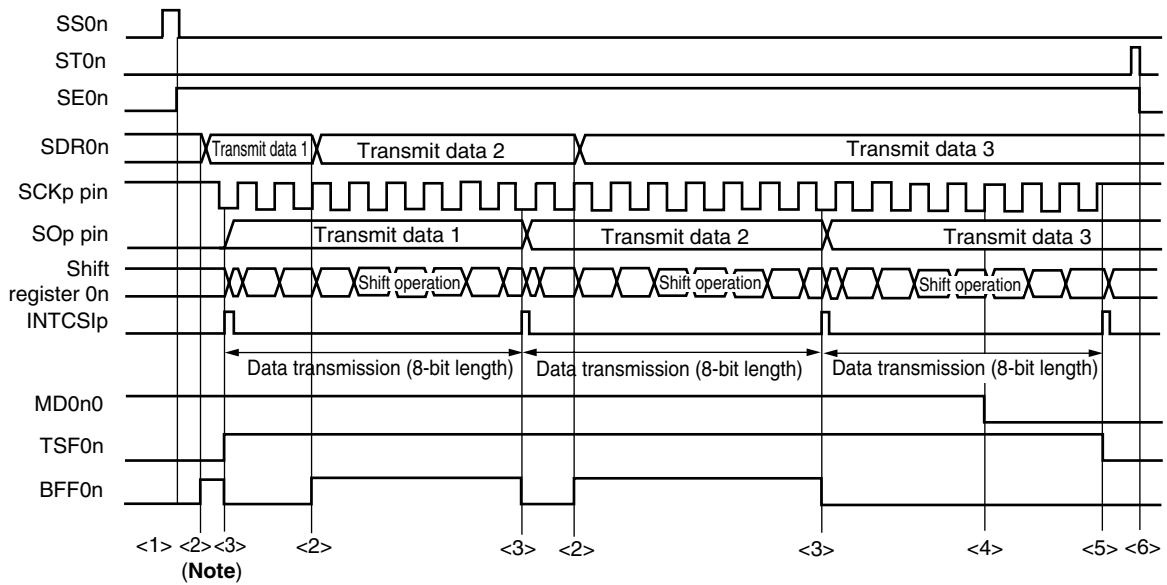 SS0n
ST0n
SE0n
SDR0n
Transmit data 1
Transmit data 2
Transmit data 3
SCKp pin
SOp pin
Transmit data 1
Transmit data 2
Transmit data 3
Shift
register 0n
Shift operation
Shift operation
Shift operation
INTCSIp
Data transmission (8-bit length)
Data transmission (8-bit length)
Data transmission (8-bit length)
MD0n0
TSF0n
BFF0n
<1> <2> <3> <2> <3> <2> <3> <4> <5> <6>
(Note)